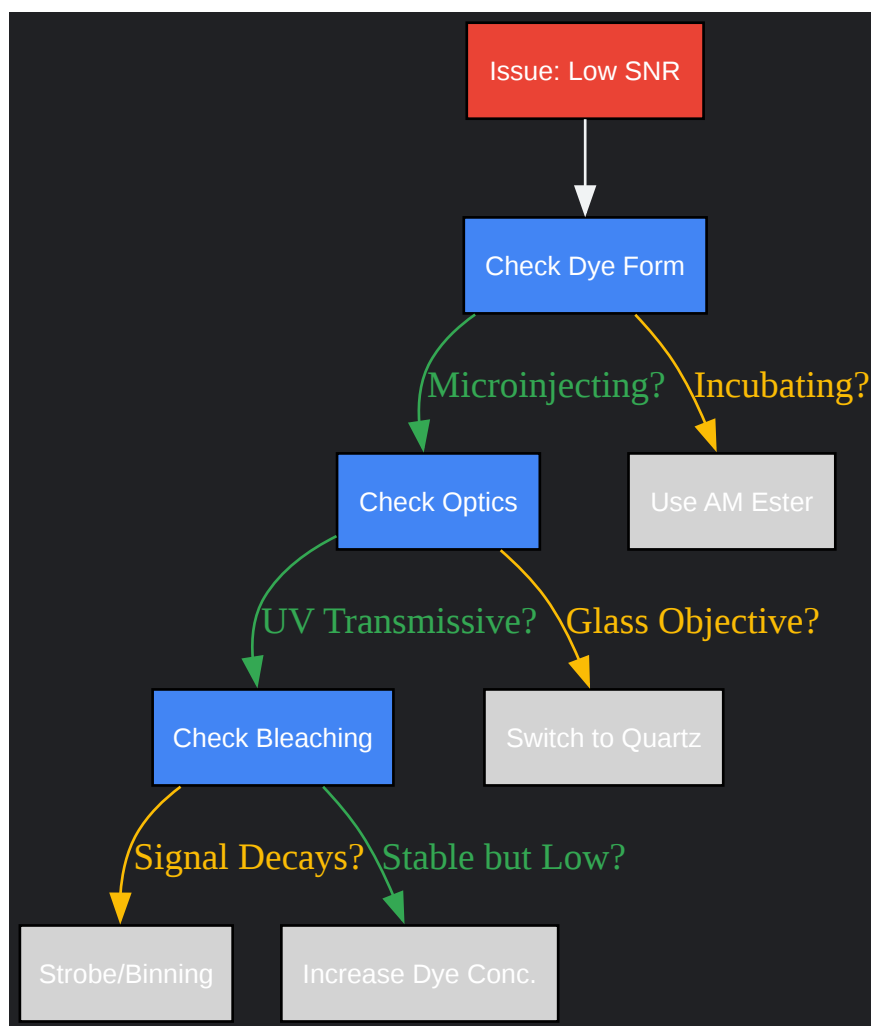 Issue: Low SNR
Check Dye Form
Microinjecting?
Incubating?
Check Optics
Use AM Ester
UV Transmissive?
Glass Objective?
Check Bleaching
Switch to Quartz
Signal Decays?
Stable but Low?
Strobe/Binning
Increase Dye Conc.